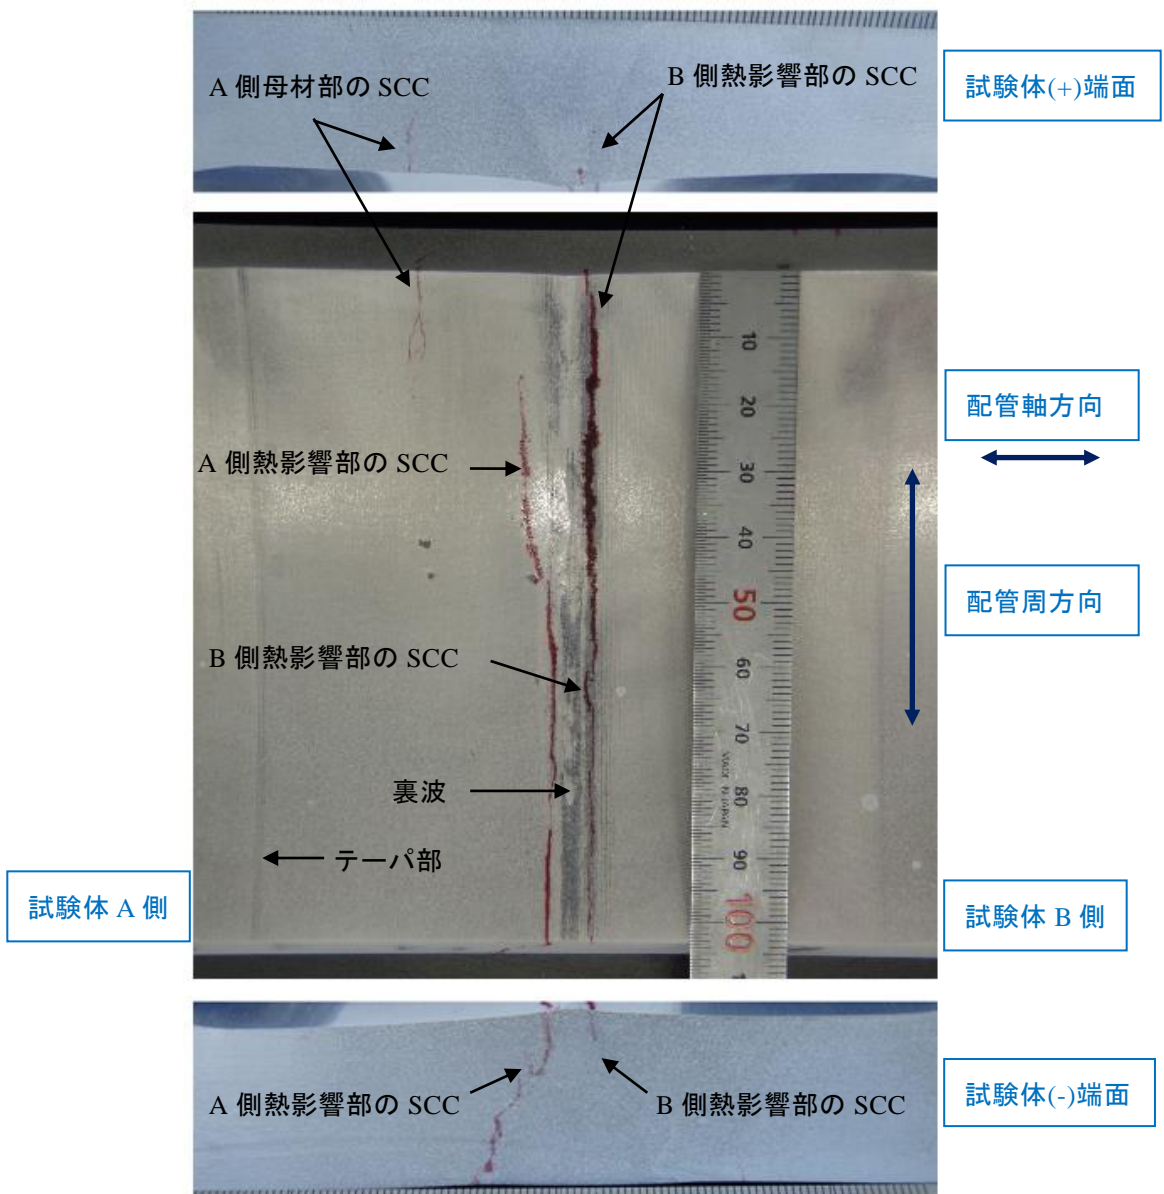 A 側母材部の SCC
B 側熱影響部の SCC
試験体(+)端面
配管軸方向
A 側熱影響部の SCC
配管周方向
B 側熱影響部の SCC
裏波
テーパ部
試験体 A 側
試験体 B 側
10
20
30
40
50
60
70
80
90
100
1
MADE IN JAPAN
A 側熱影響部の SCC
B 側熱影響部の SCC
試験体(-)端面